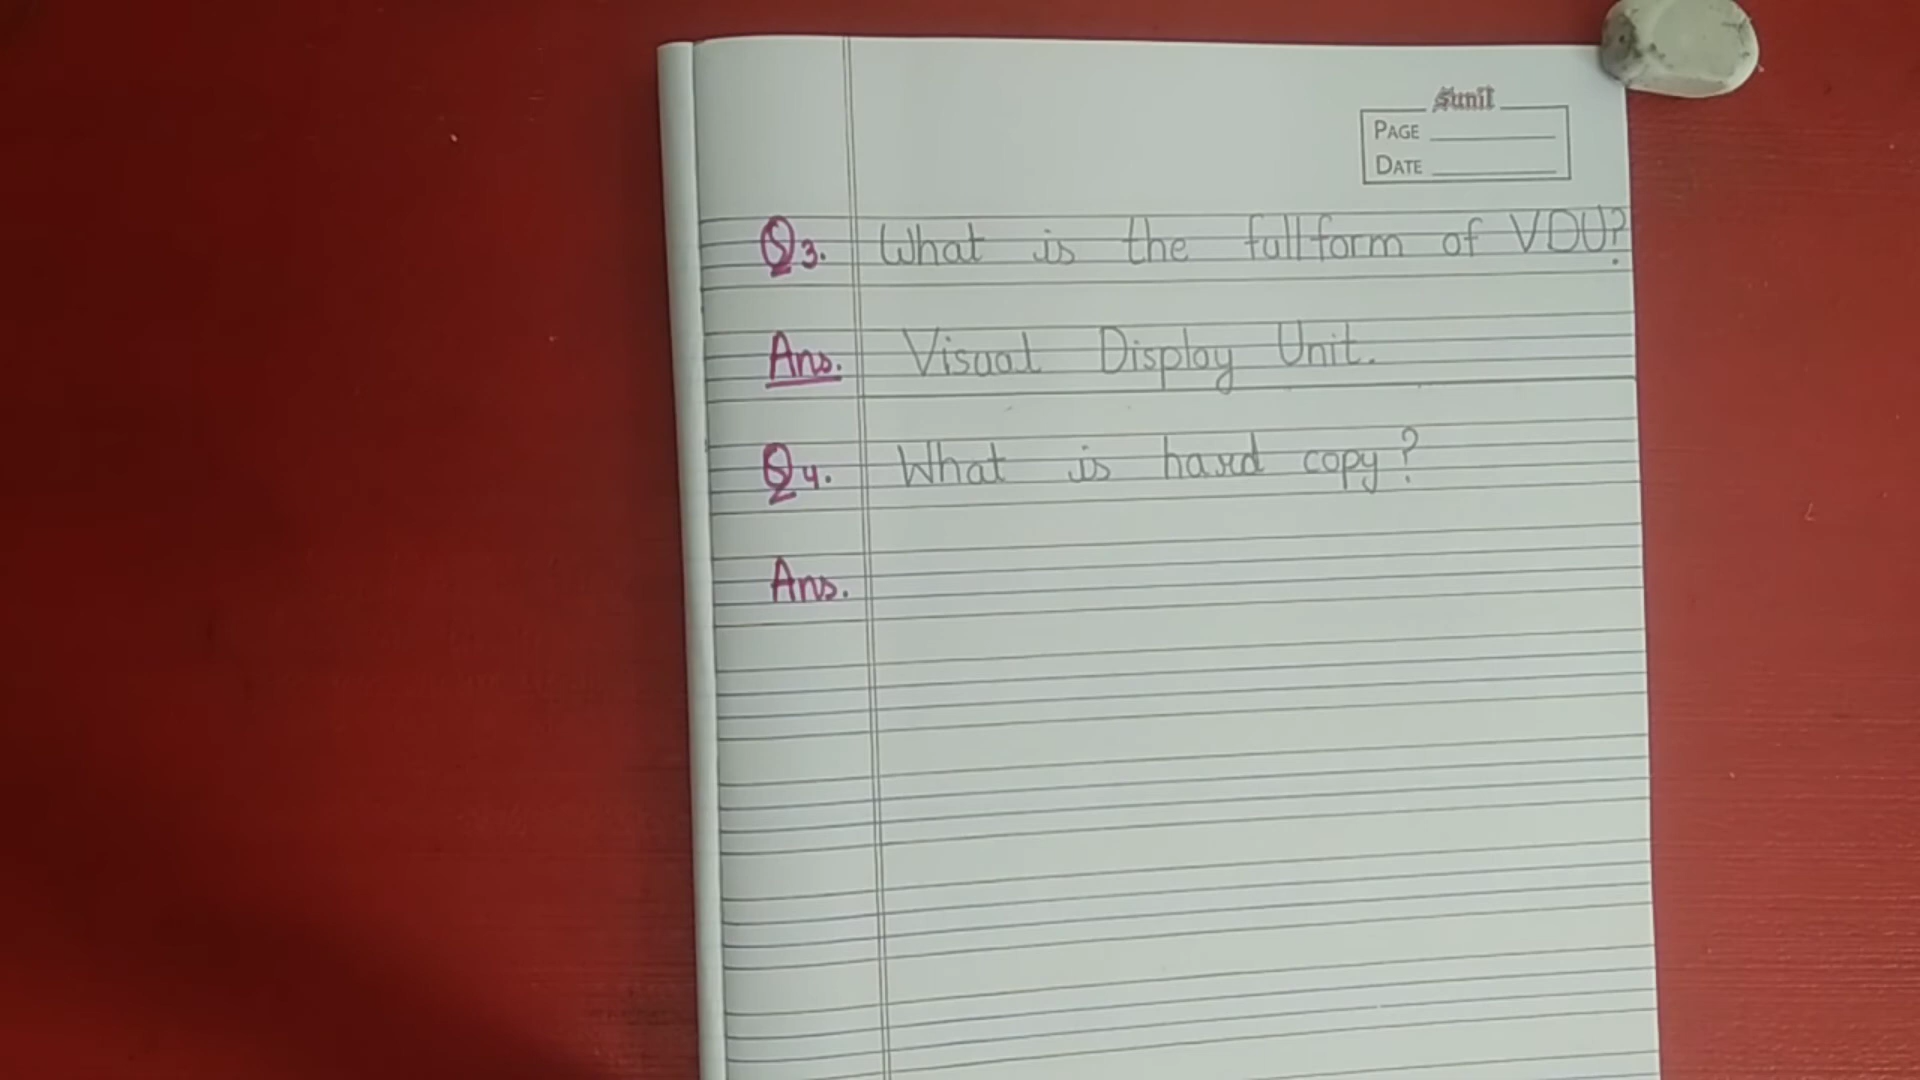 Sunil
PAGE
DATE
Q3. What is the fullform of VDU?
Ans. Visual Display Unit.
Q4. What is hard copy?
Ans.